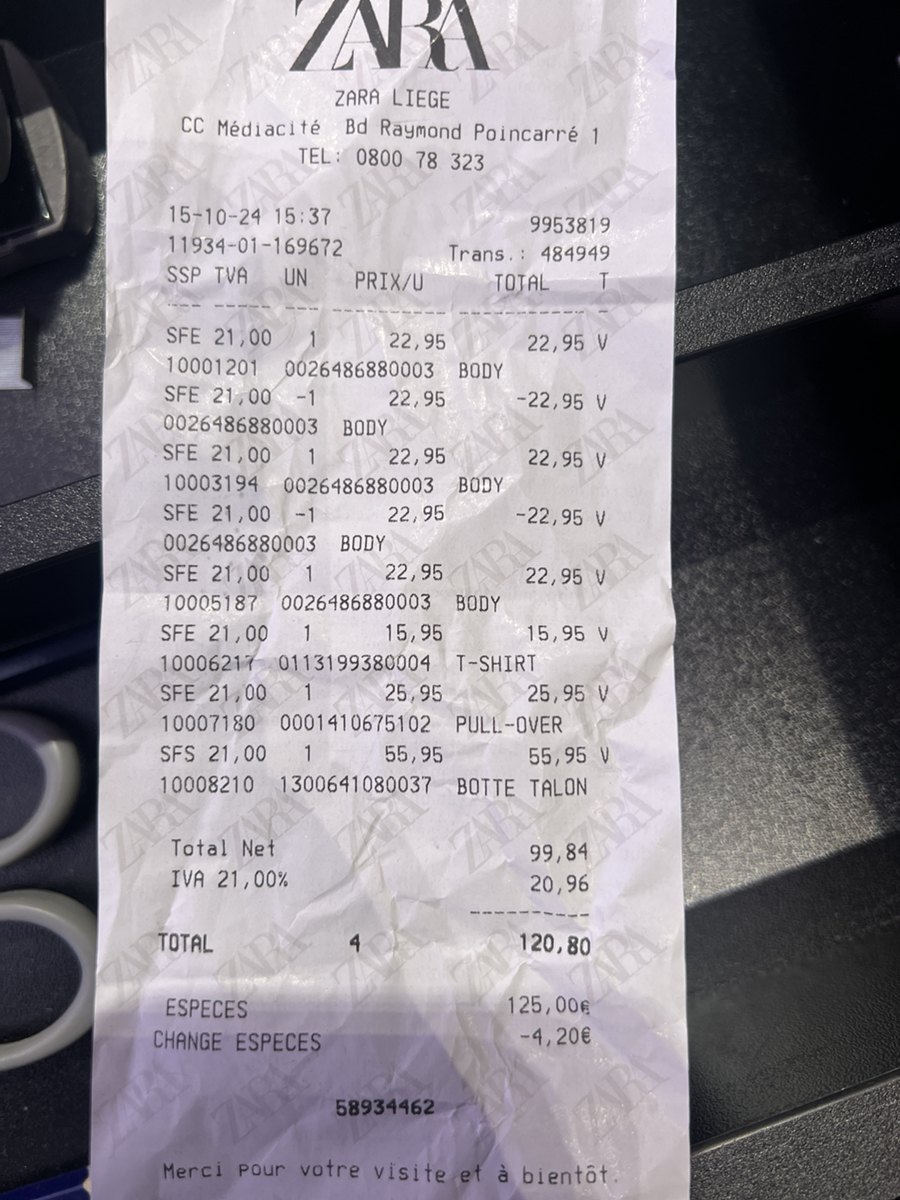 ZARA
ZARA LIEGE
CC Médiacité Bd Raymond Poincarré 1
TEL: 0800 78 323
15-10-24 15:37 9953819
11934-01-169672 Trans.: 484949
SSP TVA UN PRIX/U TOTAL T
---- ------ ---- ------------- ------------- -
SFE 21,00 1 22,95 22,95 V
10001201 0026486880003 BODY
SFE 21,00 -1 22,95 -22,95 V
0026486880003 BODY
SFE 21,00 1 22,95 22,95 V
10003194 0026486880003 BODY
SFE 21,00 -1 22,95 -22,95 V
0026486880003 BODY
SFE 21,00 1 22,95 22,95 V
10005187 0026486880003 BODY
SFE 21,00 1 15,95 15,95 V
10006217 0113199380004 T-SHIRT
SFE 21,00 1 25,95 25,95 V
10007180 0001410675102 PULL-OVER
SFS 21,00 1 55,95 55,95 V
10008210 1300641080037 BOTTE TALON
Total Net 99,84
IVA 21,00% 20,96
------------
TOTAL 4 120,80
ESPECES 125,00€
CHANGE ESPECES -4,20€
58934462
Merci pour votre visite et à bientôt.